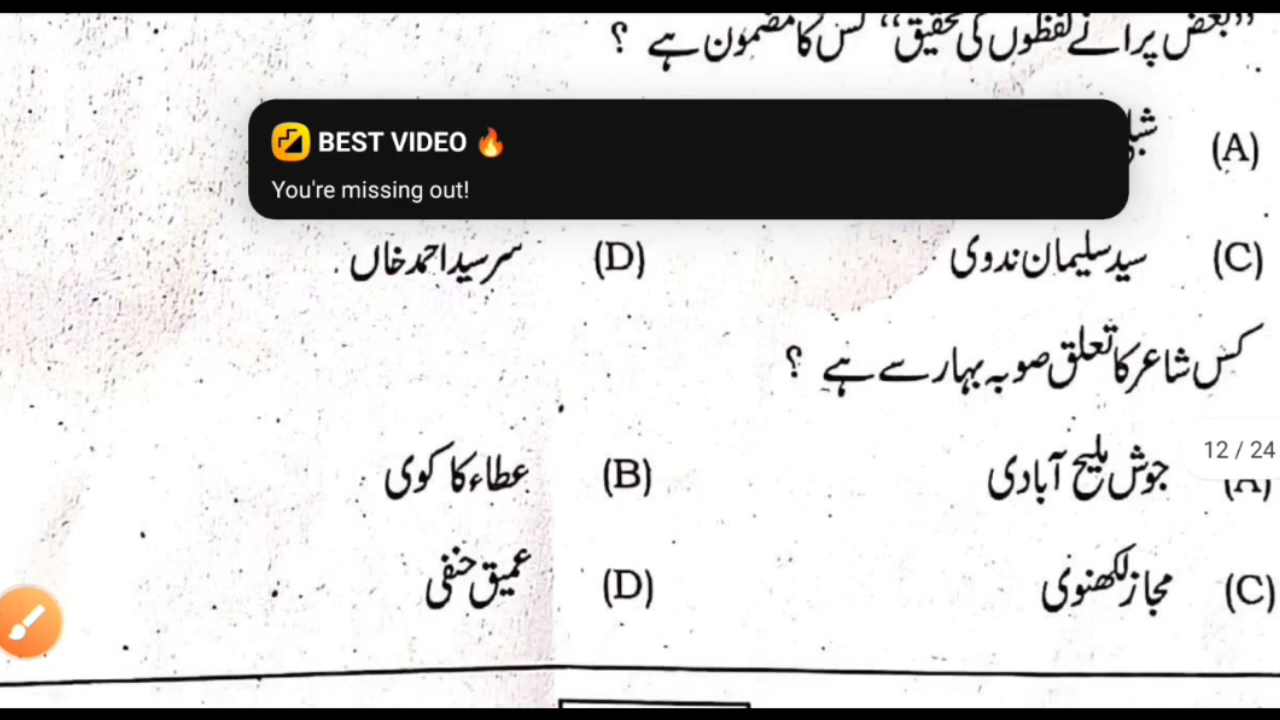 ”بعض پرانے لفظوں کی تحقیق“ کس کا مضمون ہے ؟
(A)
BEST VIDEO 🔥
You're missing out!
(C) سید سلیمان ندوی (D) سرسید احمد خاں
کس شاعر کا تعلق صوبہ بہار سے ہے ؟
12 / 24
(A) جوش ملیح آبادی (B) عطاء کاکوی
(C) مجاز لکھنوی (D) عمیق حنفی